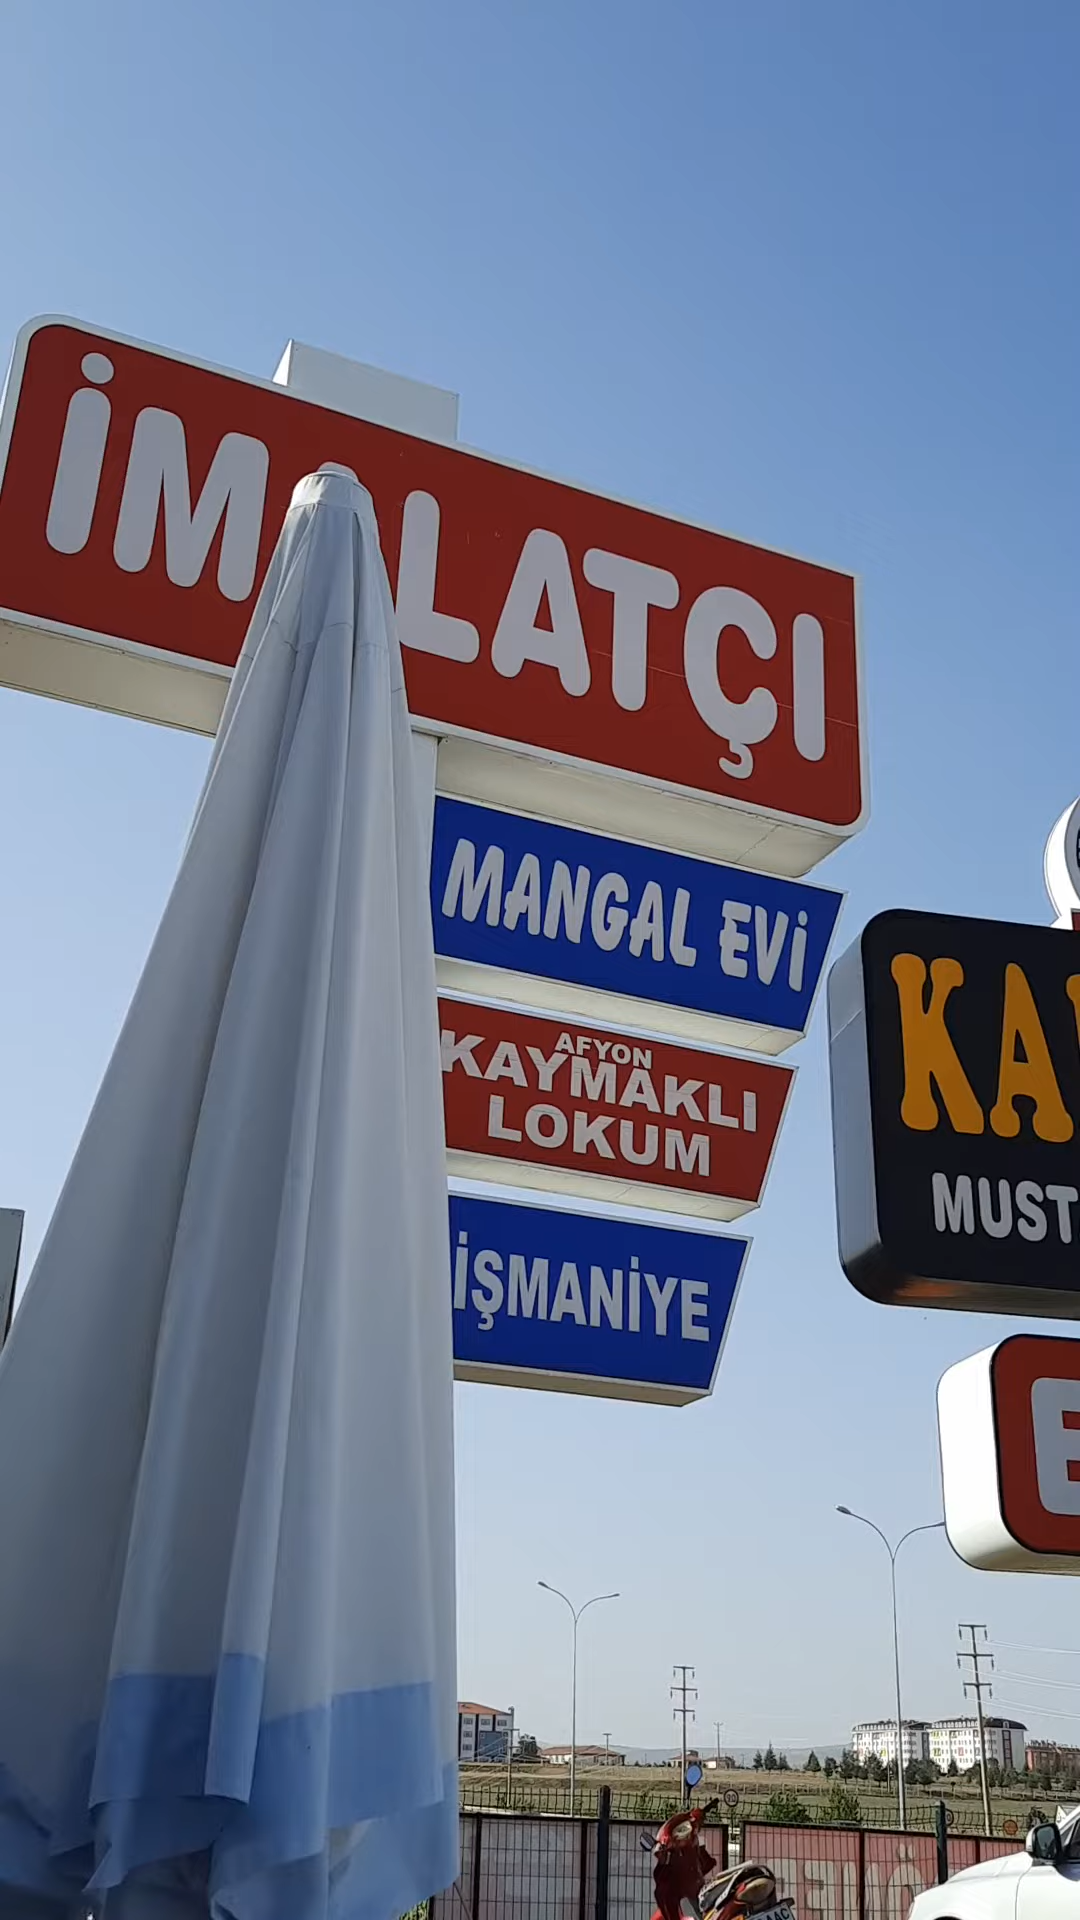 İMALATÇI
MANGAL EVİ
AFYON
KAYMAKLI
LOKUM
İŞMANİYE
KA
MUST
E